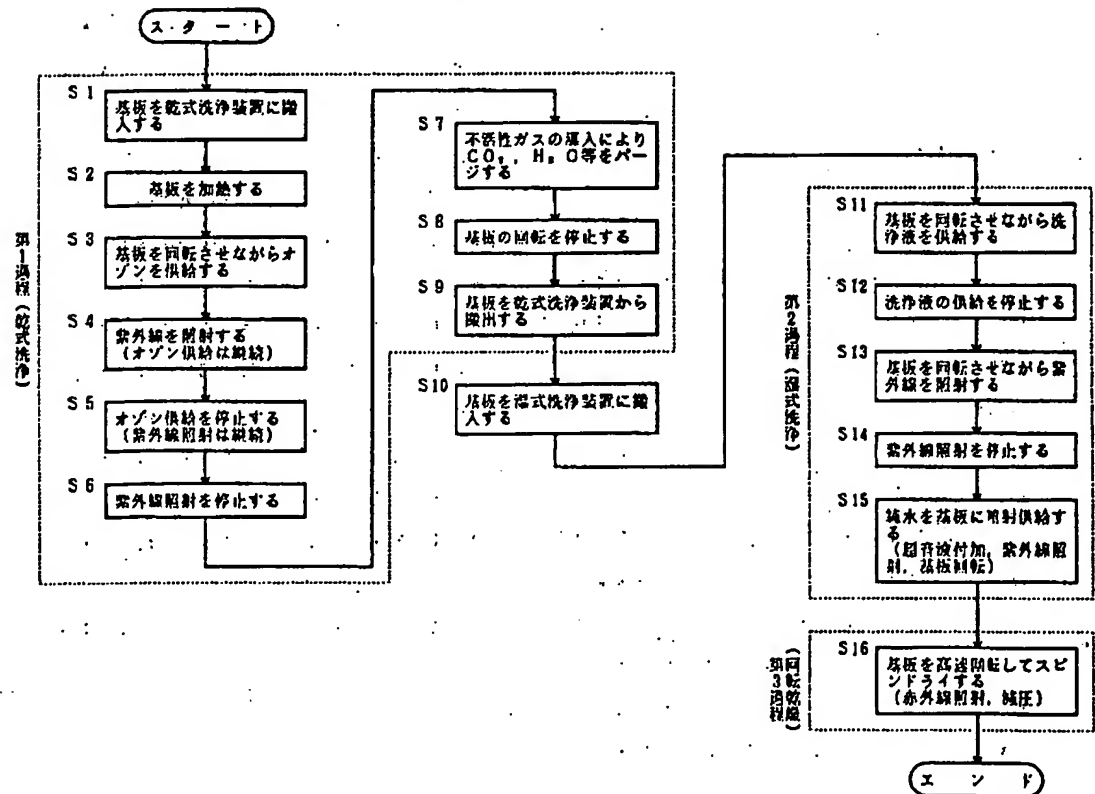 スタート
第1過程(乾式洗浄)
S1
基板を乾式洗浄装置に搬
入する
S2
基板を加熱する
S3
基板を回転させながらオ
ゾンを供給する
S4
紫外線を照射する
(オゾン供給は継続)
S5
オゾン供給を停止する
(紫外線照射は継続)
S6
紫外線照射を停止する
S7
不活性ガスの導入により
CO₂, H₂O等をパー
ジする
S8
基板の回転を停止する
S9
基板を乾式洗浄装置から
搬出する
S10
基板を湿式洗浄装置に搬
入する
第2過程(湿式洗浄)
S11
基板を回転させながら洗
浄液を供給する
S12
洗浄液の供給を停止する
S13
基板を回転させながら紫
外線を照射する
S14
紫外線照射を停止する
S15
純水を基板に噴射供給す
る
(超音波付加, 紫外線照
射, 基板回転)
第3過程
(回転乾燥)
S16
基板を高速回転してスピ
ンドライする
(赤外線照射, 減圧)
エンド